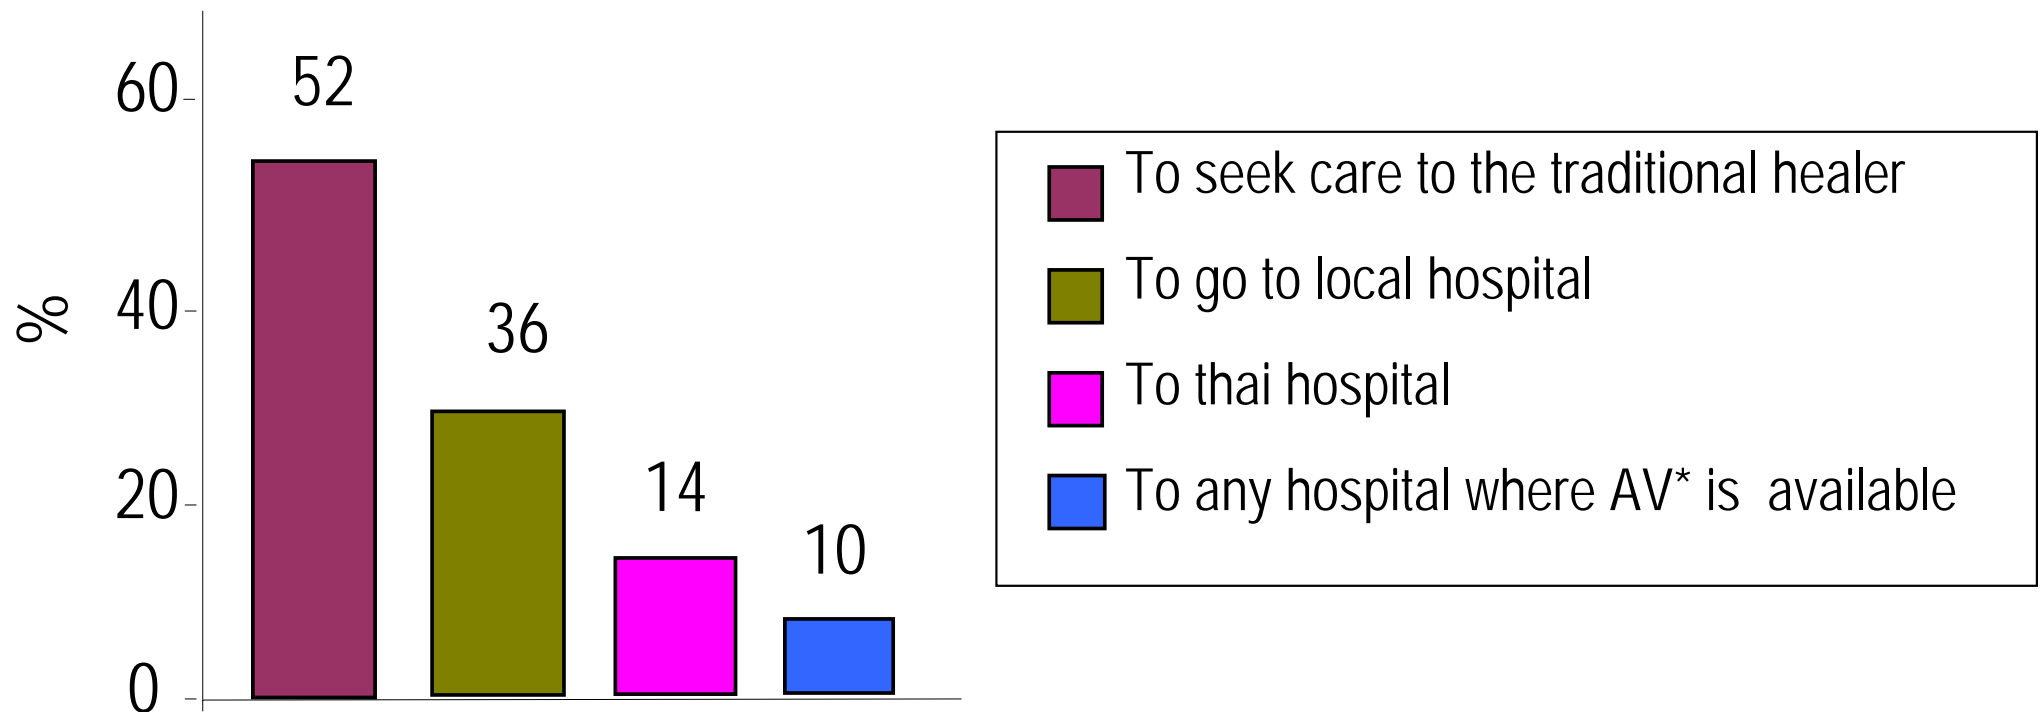 60
52
40
36
20
14
10
0
%
To seek care to the traditional healer
To go to local hospital
To thai hospital
To any hospital where AV* is  available